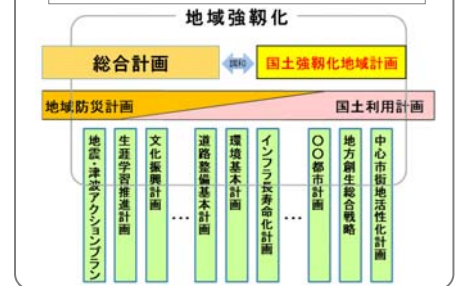 地域強靱化
総合計画
調和
国土強靱化地域計画
地域防災計画
国土利用計画
地震・津波アクションプラン
生涯学習推進計画
文化振興計画
…
道路整備基本計画
環境基本計画
インフラ長寿命化計画
…
〇〇都市計画
地方創生総合戦略
中心市街地活性化計画